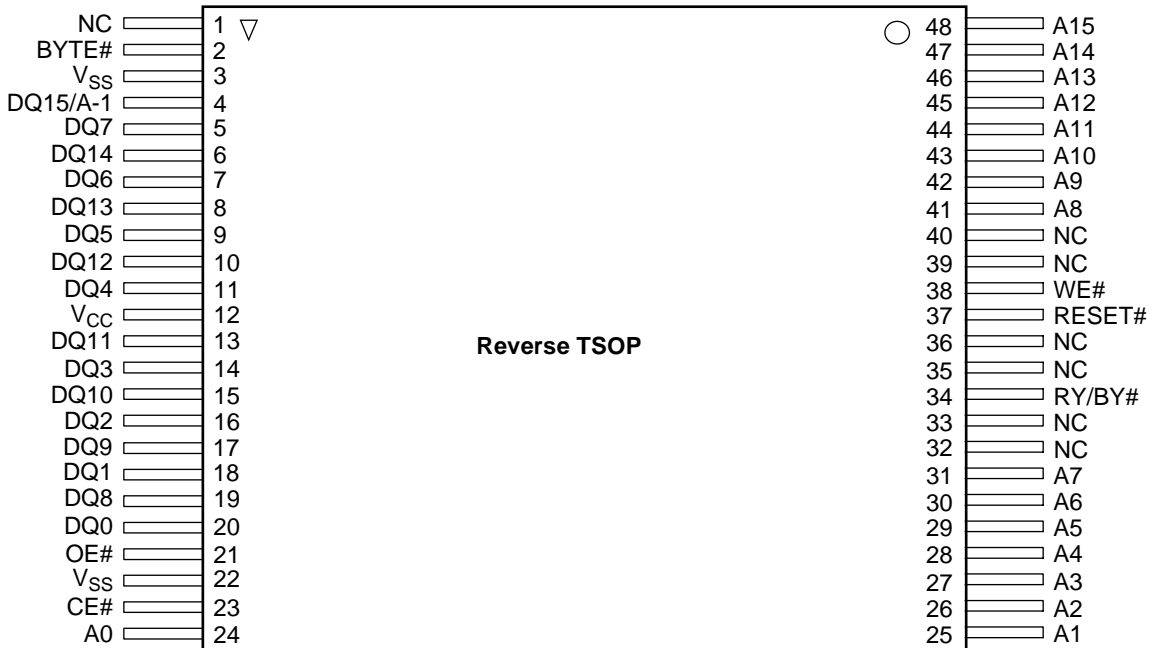 NC 1 48 A15
BYTE# 2 47 A14
VSS 3 46 A13
DQ15/A-1 4 45 A12
DQ7 5 44 A11
DQ14 6 43 A10
DQ6 7 42 A9
DQ13 8 41 A8
DQ5 9 40 NC
DQ12 10 39 NC
DQ4 11 38 WE#
VCC 12 37 RESET#
DQ11 13 36 NC
Reverse TSOP
DQ3 14 35 NC
DQ10 15 34 RY/BY#
DQ2 16 33 NC
DQ9 17 32 NC
DQ1 18 31 A7
DQ8 19 30 A6
DQ0 20 29 A5
OE# 21 28 A4
VSS 22 27 A3
CE# 23 26 A2
A0 24 25 A1